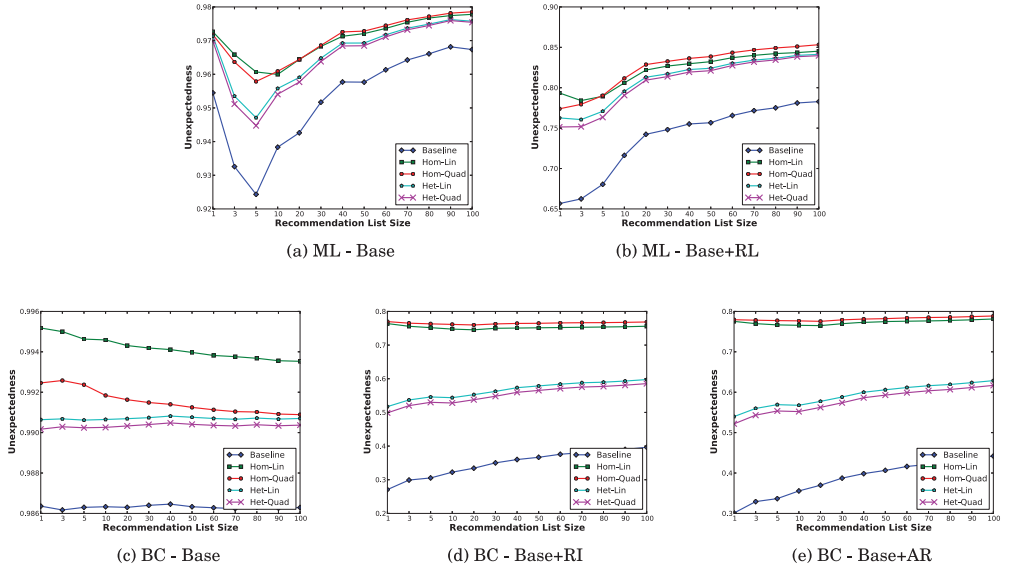 0.98
0.97
0.96
0.95
0.94
0.93
0.92
Unexpectedness
1 3 5 10 20 30 40 50 60 70 80 90 100
Recommendation List Size
Baseline
Hom-Lin
Hom-Quad
Het-Lin
Het-Quad
(a) ML - Base
0.90
0.85
0.80
0.75
0.70
0.65
Unexpectedness
1 3 5 10 20 30 40 50 60 70 80 90 100
Recommendation List Size
Baseline
Hom-Lin
Hom-Quad
Het-Lin
Het-Quad
(b) ML - Base+RL
0.996
0.994
0.992
0.990
0.988
0.986
Unexpectedness
1 3 5 10 20 30 40 50 60 70 80 90 100
Recommendation List Size
Baseline
Hom-Lin
Hom-Quad
Het-Lin
Het-Quad
(c) BC - Base
0.8
0.7
0.6
0.5
0.4
0.3
0.2
Unexpectedness
1 3 5 10 20 30 40 50 60 70 80 90 100
Recommendation List Size
Baseline
Hom-Lin
Hom-Quad
Het-Lin
Het-Quad
(d) BC - Base+RI
0.8
0.7
0.6
0.5
0.4
0.3
Unexpectedness
1 3 5 10 20 30 40 50 60 70 80 90 100
Recommendation List Size
Baseline
Hom-Lin
Hom-Quad
Het-Lin
Het-Quad
(e) BC - Base+AR